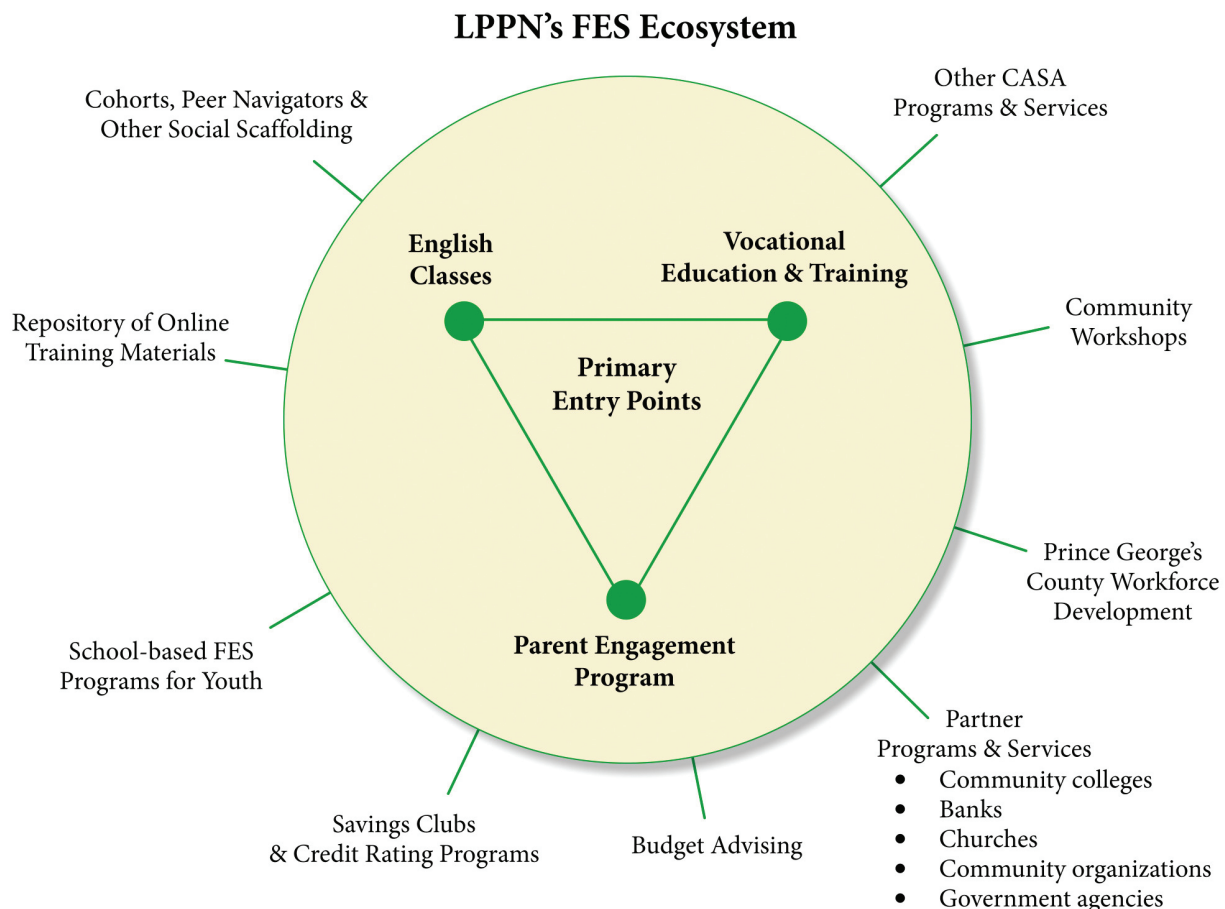 LPPN’s FES Ecosystem
Cohorts, Peer Navigators &
Other Social Scaffolding
Other CASA
Programs & Services
English
Classes
Vocational
Education & Training
Repository of Online
Training Materials
Community
Workshops
Primary
Entry Points
Prince George’s
County Workforce
Development
School-based FES
Programs for Youth
Parent Engagement
Program
Partner
Programs & Services
• Community colleges
• Banks
• Churches
• Community organizations
• Government agencies
Savings Clubs
& Credit Rating Programs
Budget Advising